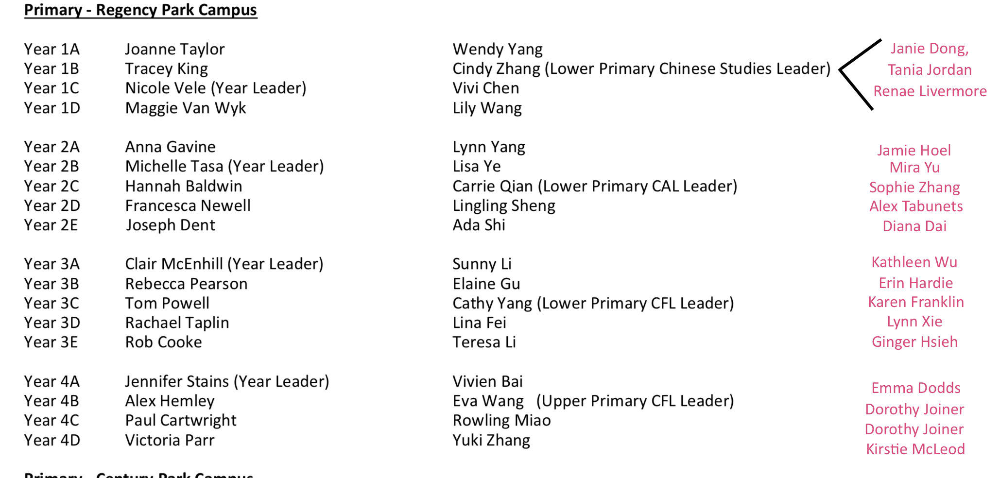 Primary - Regency Park Campus
Year 1A Joanne Taylor Wendy Yang Janie Dong,
Year 1B Tracey King Cindy Zhang (Lower Primary Chinese Studies Leader) Tania Jordan
Year 1C Nicole Vele (Year Leader) Vivi Chen Renae Livermore
Year 1D Maggie Van Wyk Lily Wang
Year 2A Anna Gavine Lynn Yang Jamie Hoel
Year 2B Michelle Tasa (Year Leader) Lisa Ye Mira Yu
Year 2C Hannah Baldwin Carrie Qian (Lower Primary CAL Leader) Sophie Zhang
Year 2D Francesca Newell Lingling Sheng Alex Tabunets
Year 2E Joseph Dent Ada Shi Diana Dai
Year 3A Clair McEnhill (Year Leader) Sunny Li Kathleen Wu
Year 3B Rebecca Pearson Elaine Gu Erin Hardie
Year 3C Tom Powell Cathy Yang (Lower Primary CFL Leader) Karen Franklin
Year 3D Rachael Taplin Lina Fei Lynn Xie
Year 3E Rob Cooke Teresa Li Ginger Hsieh
Year 4A Jennifer Stains (Year Leader) Vivien Bai Emma Dodds
Year 4B Alex Hemley Eva Wang (Upper Primary CFL Leader) Dorothy Joiner
Year 4C Paul Cartwright Rowling Miao Dorothy Joiner
Year 4D Victoria Parr Yuki Zhang Kirstie McLeod
Primary - Century Park Campus